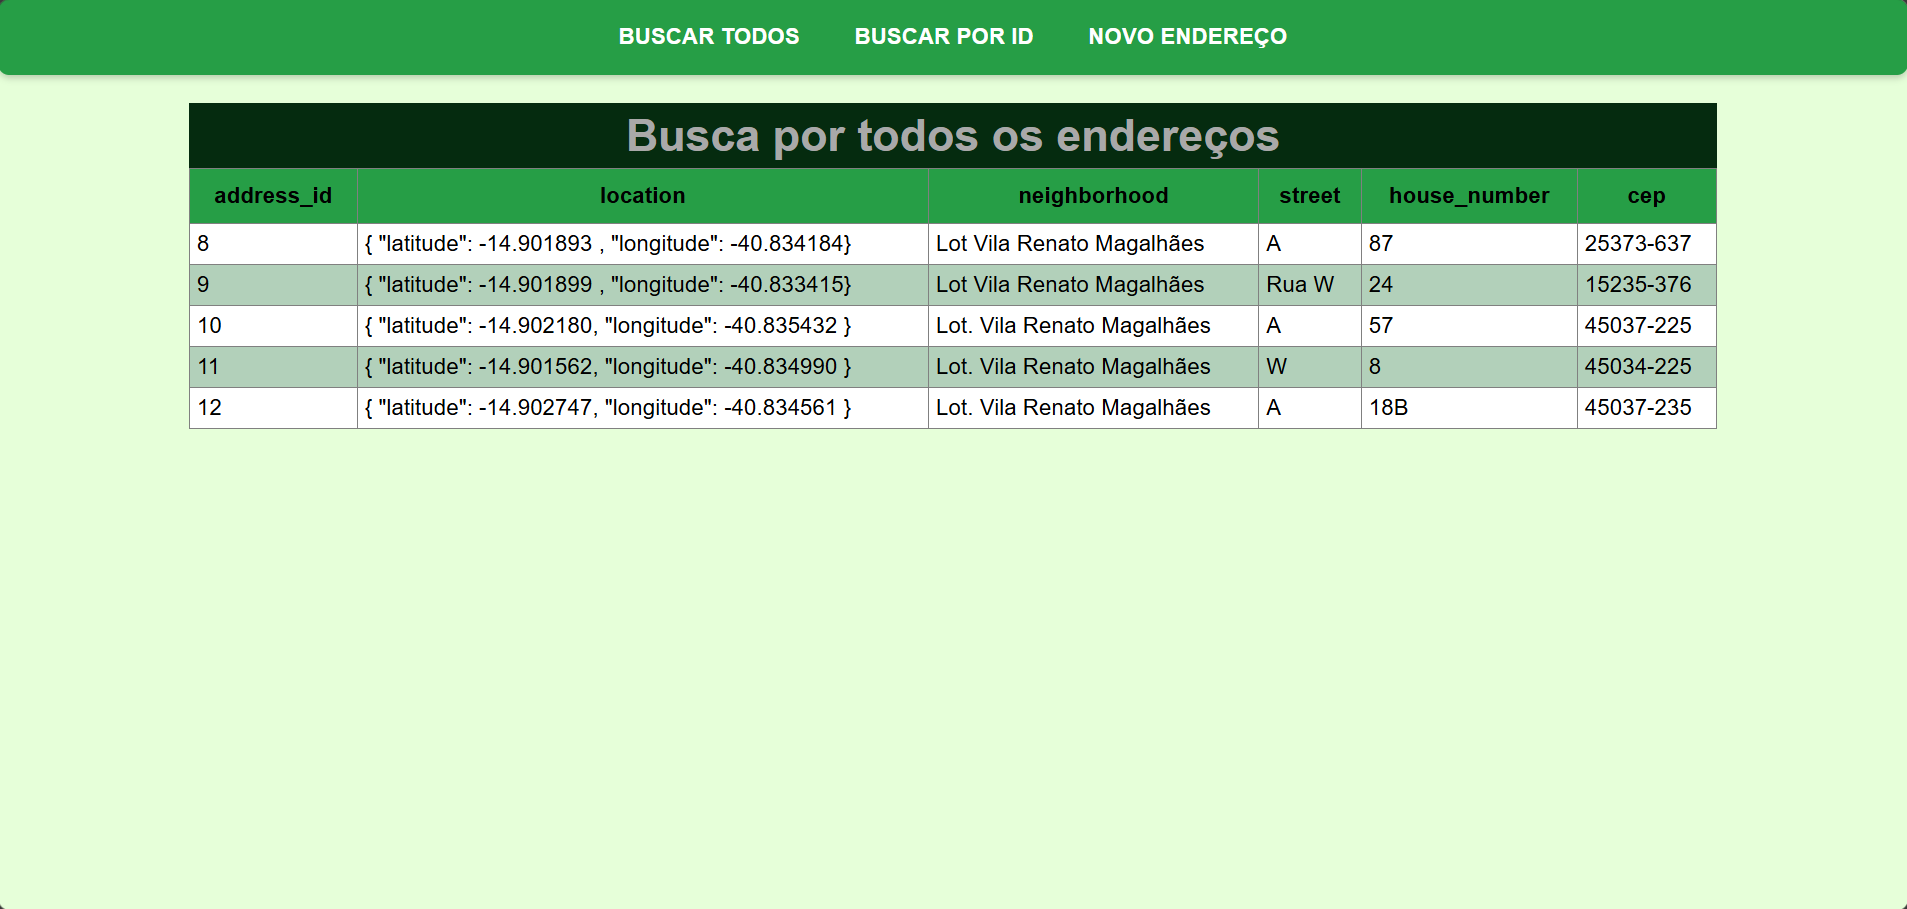 BUSCAR TODOS BUSCAR POR ID NOVO ENDEREÇO
Busca por todos os endereços
address_id location neighborhood street house_number cep
8 { "latitude": -14.901893 , "longitude": -40.834184} Lot Vila Renato Magalhães A 87 25373-637
9 { "latitude": -14.901899 , "longitude": -40.833415} Lot Vila Renato Magalhães Rua W 24 15235-376
10 { "latitude": -14.902180, "longitude": -40.835432 } Lot. Vila Renato Magalhães A 57 45037-225
11 { "latitude": -14.901562, "longitude": -40.834990 } Lot. Vila Renato Magalhães W 8 45034-225
12 { "latitude": -14.902747, "longitude": -40.834561 } Lot. Vila Renato Magalhães A 18B 45037-235